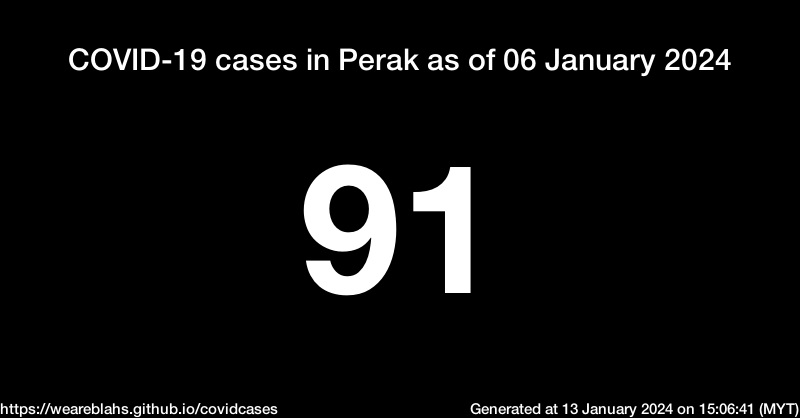 COVID-19 cases in Perak as of 06 January 2024
91
https://weareblahs.github.io/covidcases
Generated at 13 January 2024 on 15:06:41 (MYT)